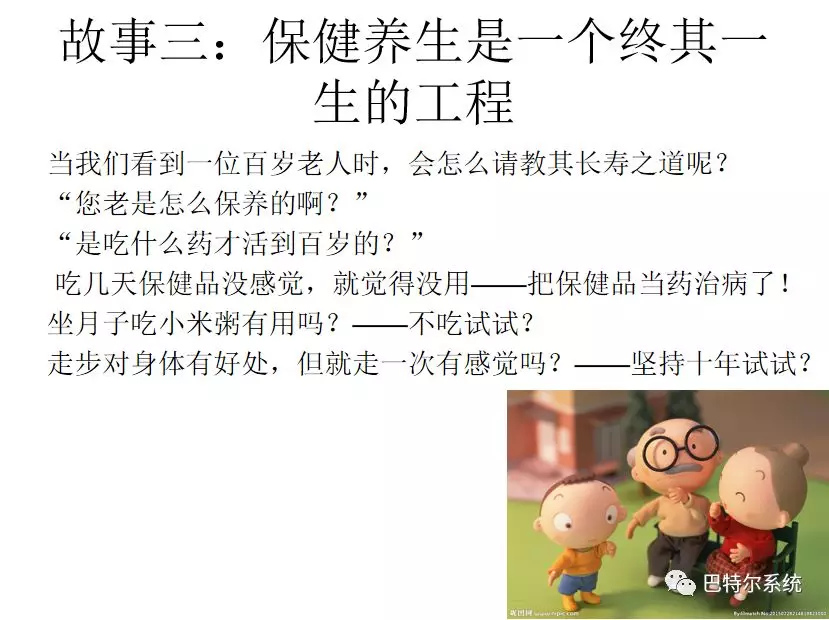 故事三：保健养生是一个终其一
生的工程
当我们看到一位百岁老人时，会怎么请教其长寿之道呢？
“您老是怎么保养的啊？”
“是吃什么药才活到百岁的？”
吃几天保健品没感觉，就觉得没用——把保健品当药治病了！
坐月子吃小米粥有用吗？——不吃试试？
走步对身体有好处，但就走一次有感觉吗？——坚持十年试试？
巴特尔系统
昵图网